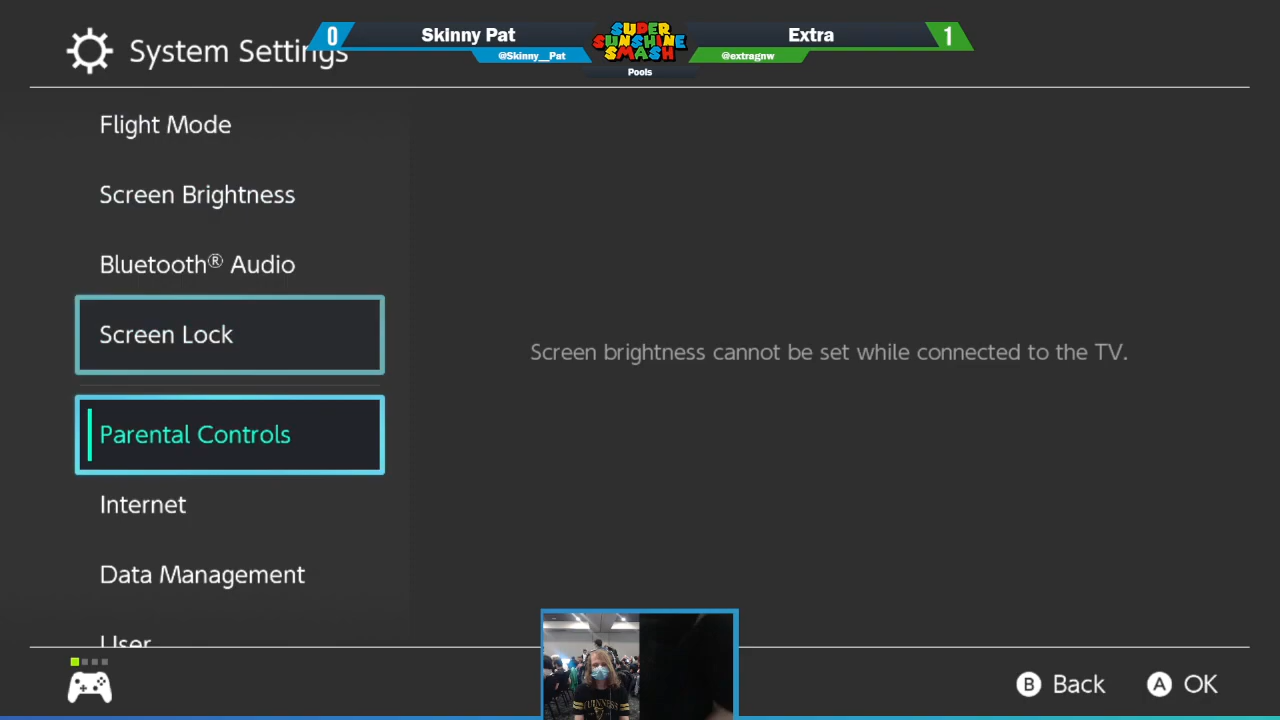 System Settings
0
Skinny Pat
@Skinny__Pat
SUPER
SUNSHINE
SMASH
Pools
Extra
@extragnw
1
Flight Mode
Screen Brightness
Bluetooth® Audio
Screen Lock
Parental Controls
Internet
Data Management
User
Screen brightness cannot be set while connected to the TV.
GUINNESS
B Back
A OK